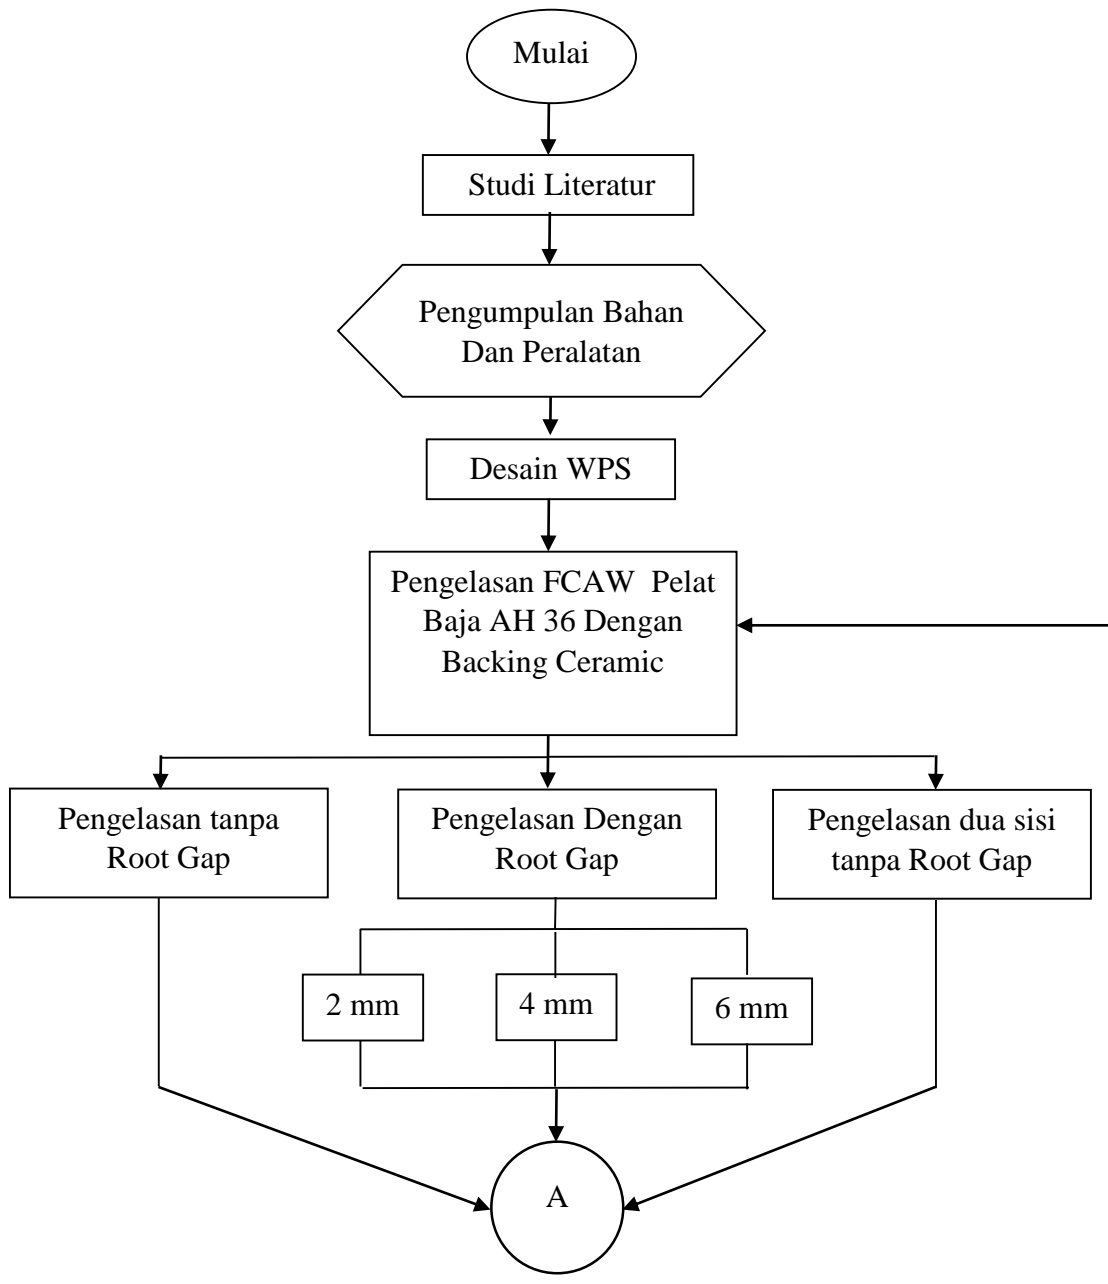 Mulai
Studi Literatur
Pengumpulan Bahan
Dan Peralatan
Desain WPS
Pengelasan FCAW Pelat
Baja AH 36 Dengan
Backing Ceramic
Pengelasan tanpa
Root Gap
Pengelasan Dengan
Root Gap
Pengelasan dua sisi
tanpa Root Gap
2 mm
4 mm
6 mm
A